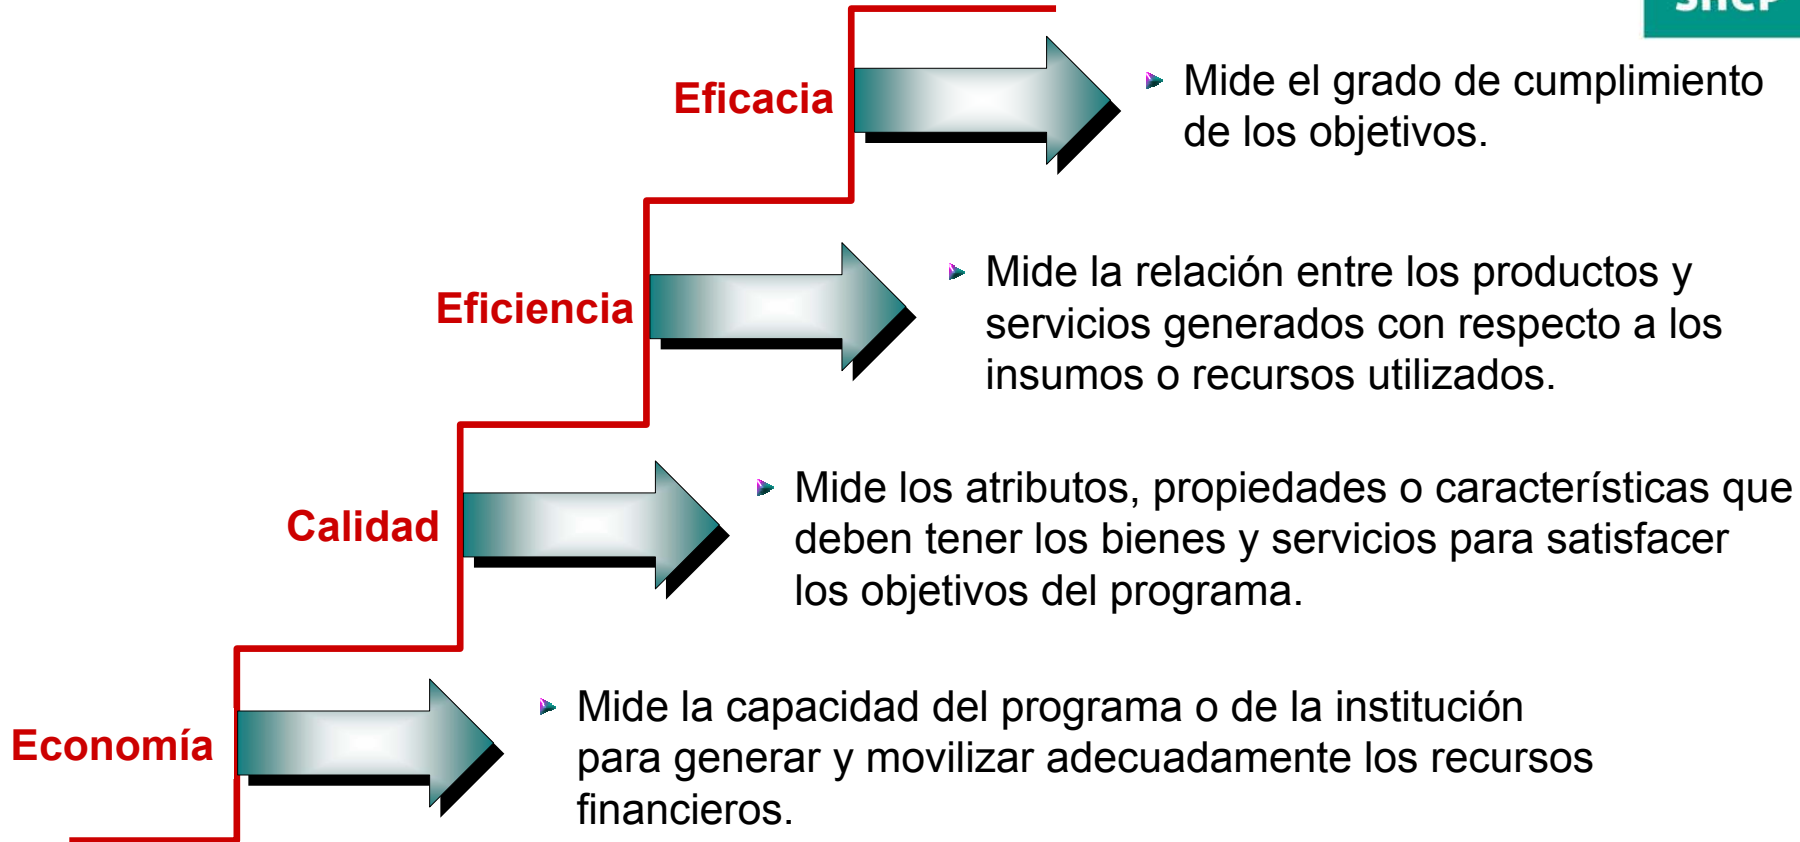 Eficacia
Mide el grado de cumplimiento
de los objetivos.
Eficiencia
Mide la relación entre los productos y
servicios generados con respecto a los
insumos o recursos utilizados.
Calidad
Mide los atributos, propiedades o características que
deben tener los bienes y servicios para satisfacer
los objetivos del programa.
Economía
Mide la capacidad del programa o de la institución
para generar y movilizar adecuadamente los recursos
financieros.